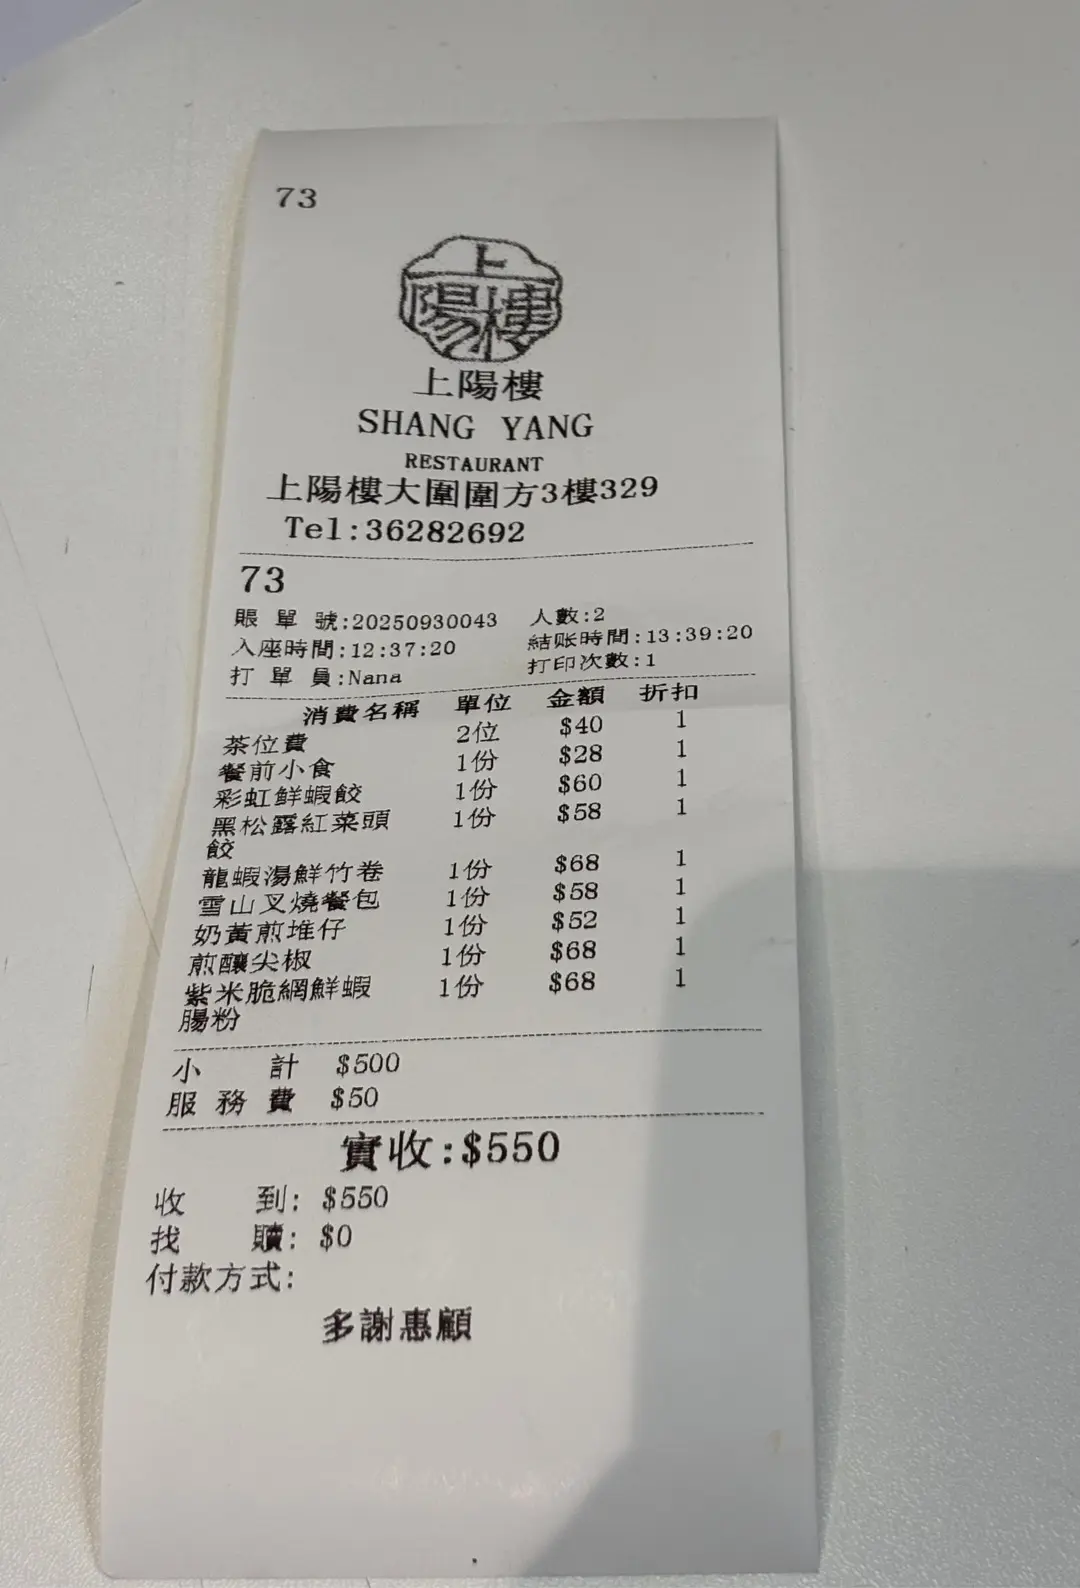 73
上
陽樓
上陽樓
SHANG YANG
RESTAURANT
上陽樓大圍圍方3樓329
Tel:36282692
73
賬 單 號:20250930043 人數:2
入座時間:12:37:20 結账時間:13:39:20
打 單 員:Nana 打印次數:1
消費名稱 單位 金額 折扣
茶位費 2位 $40 1
餐前小食 1份 $28 1
彩虹鲜蝦餃 1份 $60 1
黑松露紅菜頭 1份 $58 1
餃
龍蝦湯鮮竹卷 1份 $68 1
雪山叉燒餐包 1份 $58 1
奶黃煎堆仔 1份 $52 1
煎釀尖椒 1份 $68 1
紫米脆網鮮蝦 1份 $68 1
腸粉
小 計 $500
服 務 費 $50
實收:$550
收 到: $550
找 贖: $0
付款方式:
多謝惠顧